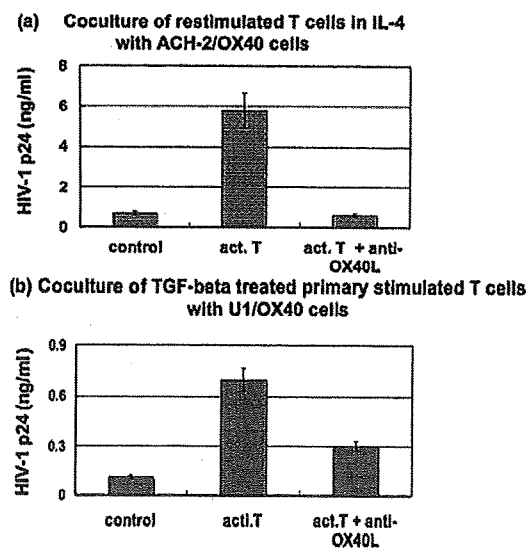 (a) Coculture of restimulated T cells in IL-4
with ACH-2/OX40 cells
HIV-1 p24 (ng/ml)
8
6
4
2
0
control
act. T
act. T + anti-
OX40L
(b) Coculture of TGF-beta treated primary stimulated T cells
with U1/OX40 cells
HIV-1 p24 (ng/ml)
0.9
0.6
0.3
0
control
acti.T
act.T + anti-
OX40L